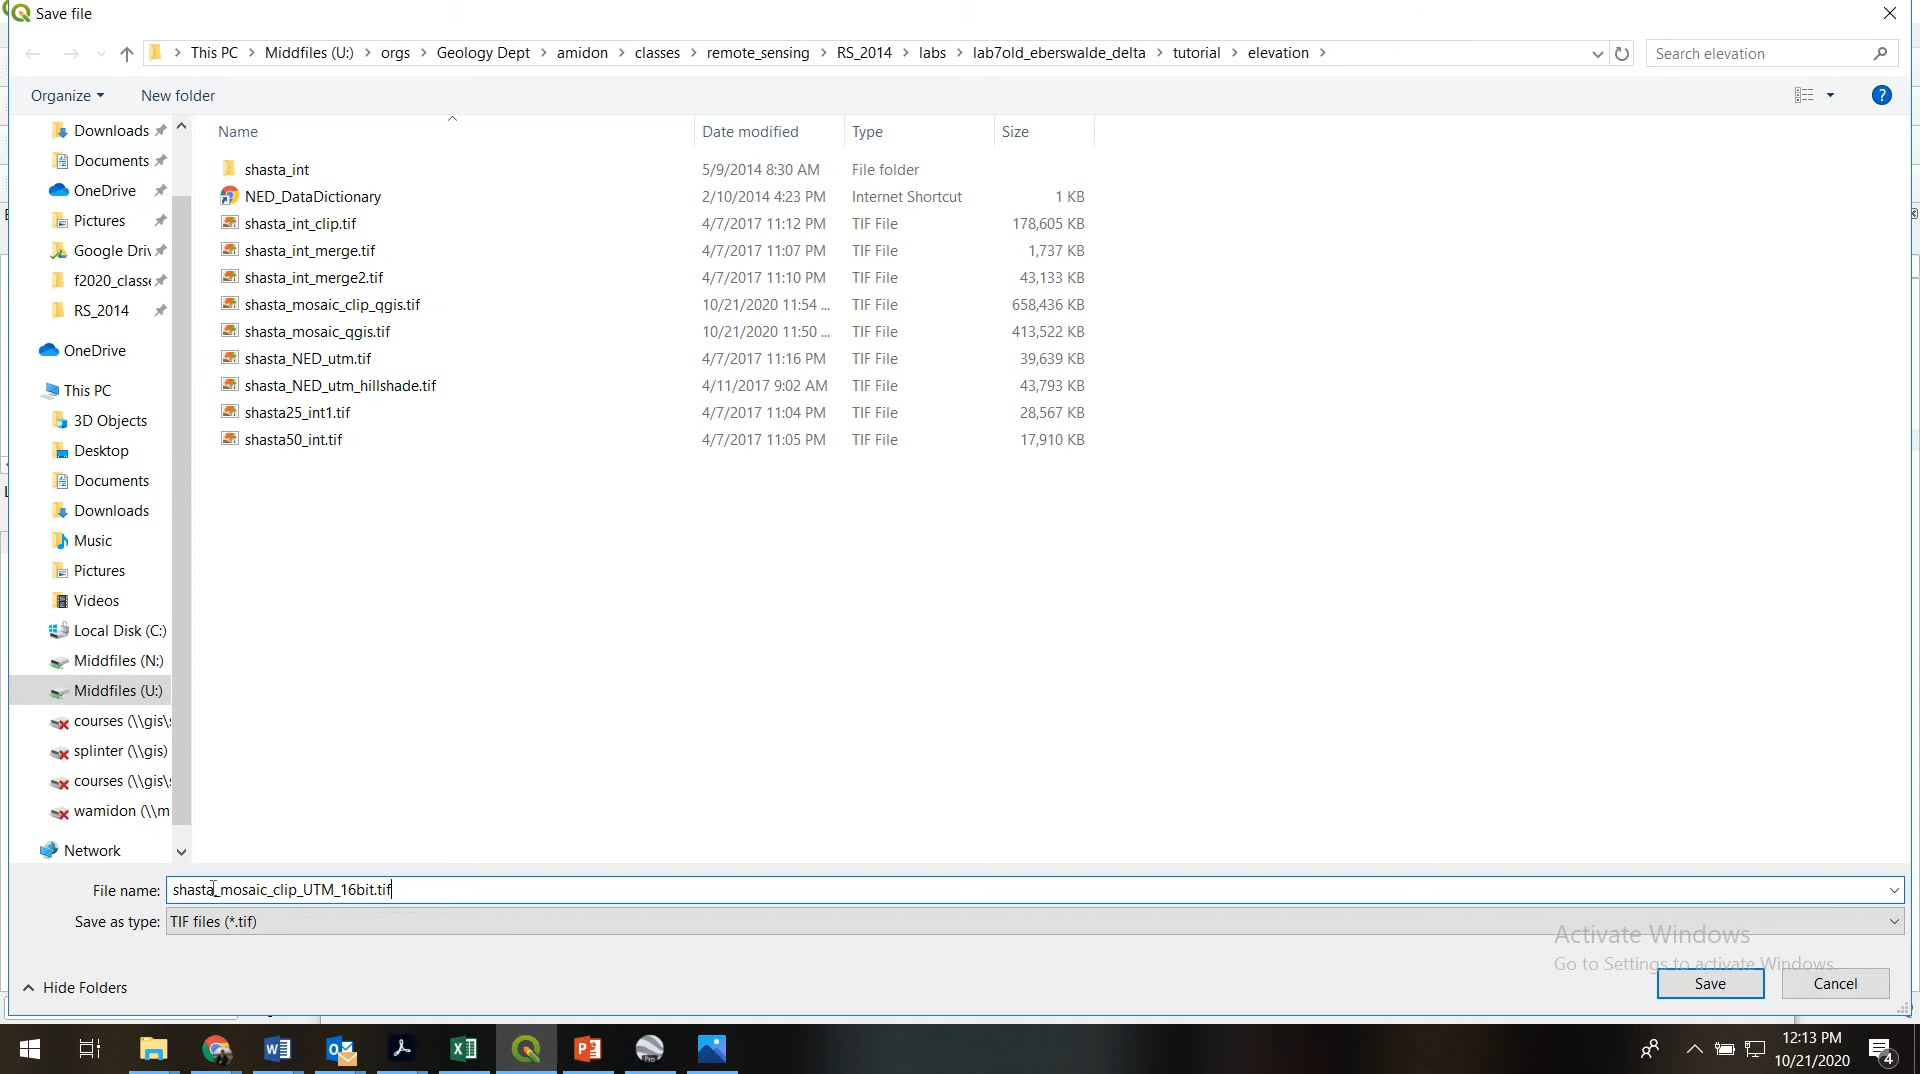 Save file
This PC > Middfiles (U:) > orgs > Geology Dept > amidon > classes > remote_sensing > RS_2014 > labs > lab7old_eberswalde_delta > tutorial > elevation >
Search elevation
Organize
New folder
Downloads
Documents
OneDrive
Pictures
Google Driv
f2020_classe
RS_2014
OneDrive
This PC
3D Objects
Desktop
Documents
Downloads
Music
Pictures
Videos
Local Disk (C:)
Middfiles (N:)
Middfiles (U:)
courses (\\gis\s
splinter (\\gis)
courses (\\gis\s
wamidon (\\m
Network
Name Date modified Type Size
shasta_int 5/9/2014 8:30 AM File folder
NED_DataDictionary 2/10/2014 4:23 PM Internet Shortcut 1 KB
shasta_int_clip.tif 4/7/2017 11:12 PM TIF File 178,605 KB
shasta_int_merge.tif 4/7/2017 11:07 PM TIF File 1,737 KB
shasta_int_merge2.tif 4/7/2017 11:10 PM TIF File 43,133 KB
shasta_mosaic_clip_qgis.tif 10/21/2020 11:54 ... TIF File 658,436 KB
shasta_mosaic_qgis.tif 10/21/2020 11:50 ... TIF File 413,522 KB
shasta_NED_utm.tif 4/7/2017 11:16 PM TIF File 39,639 KB
shasta_NED_utm_hillshade.tif 4/11/2017 9:02 AM TIF File 43,793 KB
shasta25_int1.tif 4/7/2017 11:04 PM TIF File 28,567 KB
shasta50_int.tif 4/7/2017 11:05 PM TIF File 17,910 KB
File name: shasta_mosaic_clip_UTM_16bit.tif
Save as type: TIF files (*.tif)
Activate Windows
Go to Settings to activate Windows.
Hide Folders
Save
Cancel
12:13 PM
10/21/2020
4